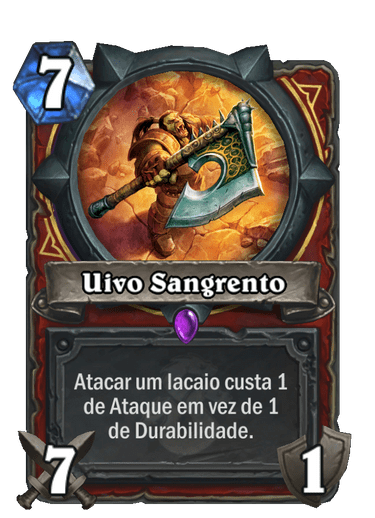 7
Uivo Sangrento
Atacar um lacaio custa 1
de Ataque em vez de 1
de Durabilidade.
7
1